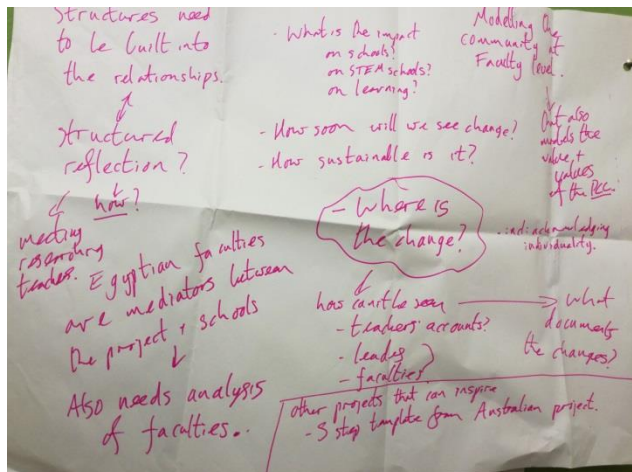 Structures need
to be built into
the relationships.
Structured
reflection?
how?
meeting
researching
teachers.
Egyptian faculties
are mediators between
the project + schools
Also needs analysis
of faculties..
- What is the impact
on schools?
on STEM schools?
on learning?
- How soon will we see change?
- How sustainable is it?
- Where is
the change?
how can it be seen
- teachers' accounts?
- leaders
- faculties
what
documents
the changes?
Modelling the
community at
Faculty level.
but also
models the
value +
values
of the
- incl. acknowledging
individuality.
other projects that can inspire
- 3 step template from Australian project.